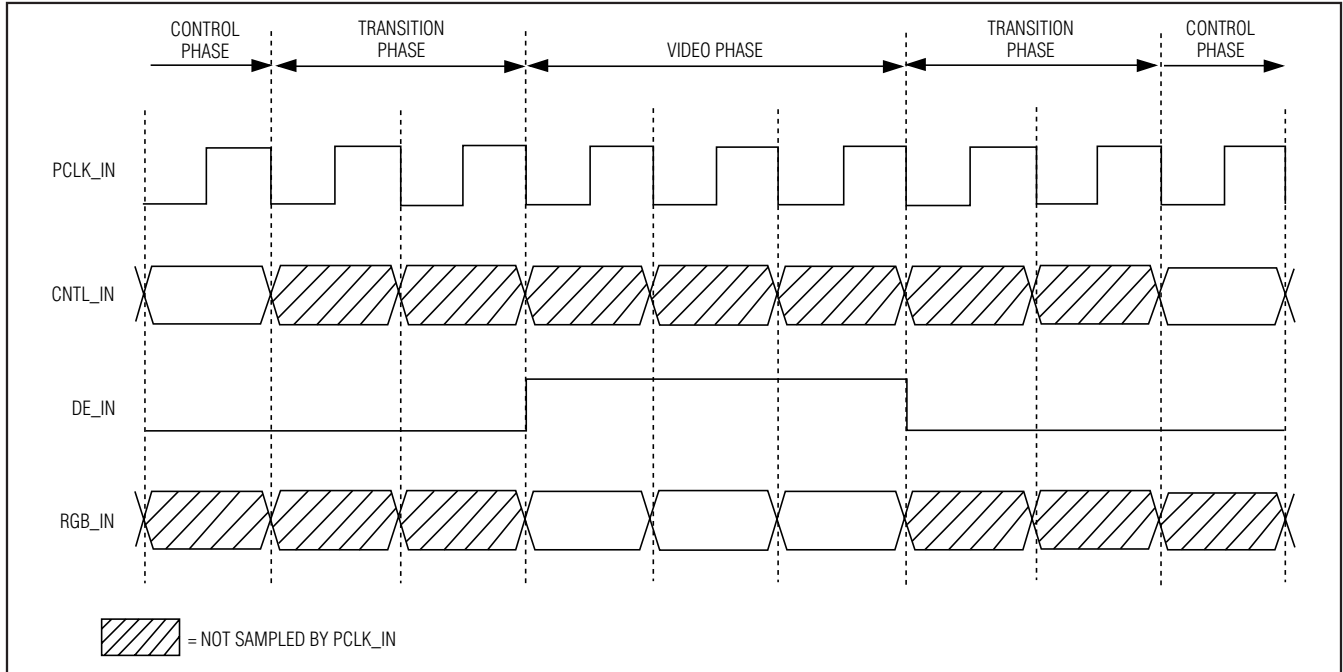 CONTROL
PHASE
TRANSITION
PHASE
VIDEO PHASE
TRANSITION
PHASE
CONTROL
PHASE
PCLK_IN
CNTL_IN
DE_IN
RGB_IN
= NOT SAMPLED BY PCLK_IN